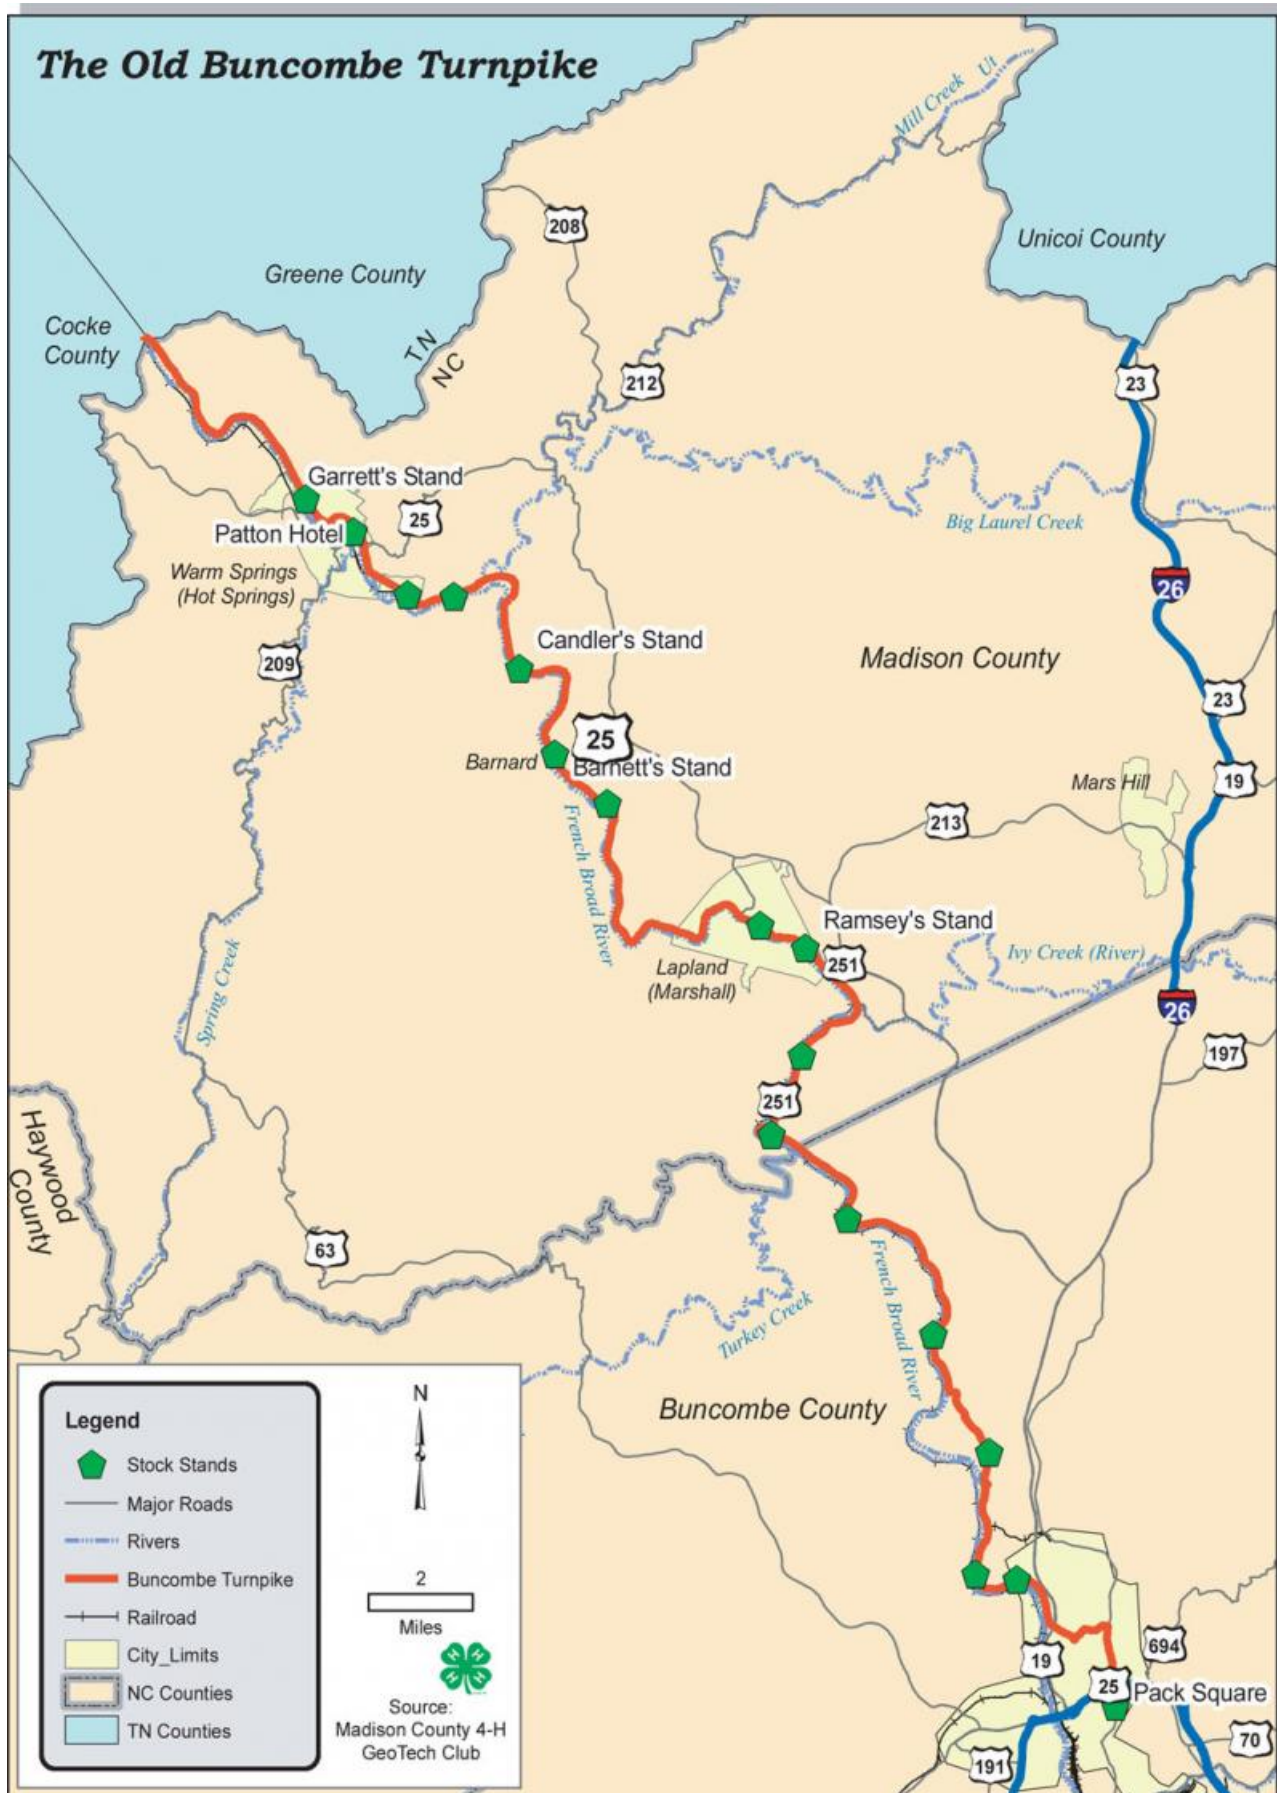 The Old Buncombe Turnpike
Mill Creek Ut
208
Unicoi County
Greene County
Cocke
County
TN
NC
212
23
Garrett's Stand
25
Patton Hotel
Big Laurel Creek
Warm Springs
(Hot Springs)
26
Candler's Stand
Madison County
209
23
25
Barnard
Barnett's Stand
Mars Hill
19
213
French Broad River
Ramsey's Stand
251
Ivy Creek (River)
Lapland
(Marshall)
Spring Creek
26
197
251
Haywood
County
63
French Broad River
Turkey Creek
Buncombe County
Legend
Stock Stands
Major Roads
Rivers
Buncombe Turnpike
Railroad
City_Limits
NC Counties
TN Counties
N
2
Miles
H H
H H
Source:
Madison County 4-H
GeoTech Club
694
19
25
Pack Square
70
191